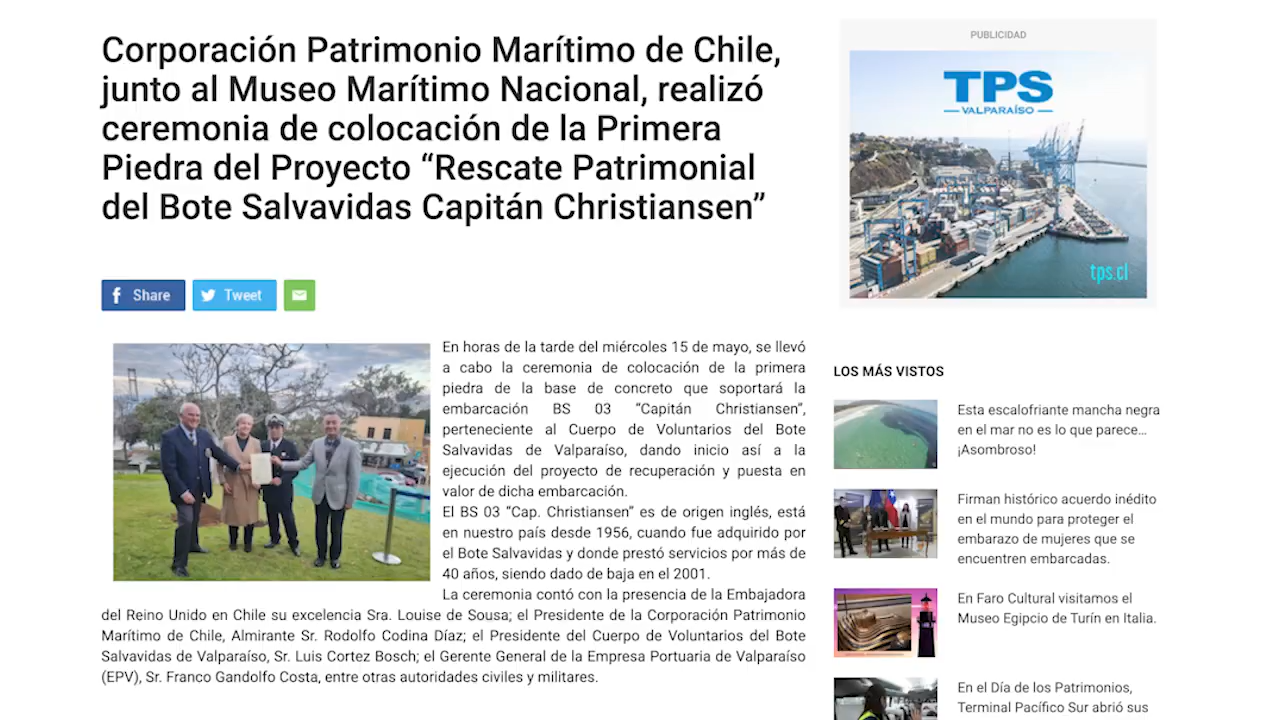 Corporación Patrimonio Marítimo de Chile,
junto al Museo Marítimo Nacional, realizó
ceremonia de colocación de la Primera
Piedra del Proyecto “Rescate Patrimonial
del Bote Salvavidas Capitán Christiansen”
Share
Tweet
En horas de la tarde del miércoles 15 de mayo, se llevó
a cabo la ceremonia de colocación de la primera
piedra de la base de concreto que soportará la
embarcación BS 03 “Capitán Christiansen”,
perteneciente al Cuerpo de Voluntarios del Bote
Salvavidas de Valparaíso, dando inicio así a la
ejecución del proyecto de recuperación y puesta en
valor de dicha embarcación.
El BS 03 “Cap. Christiansen” es de origen inglés, está
en nuestro país desde 1956, cuando fue adquirido por
el Bote Salvavidas y donde prestó servicios por más de
40 años, siendo dado de baja en el 2001.
La ceremonia contó con la presencia de la Embajadora
del Reino Unido en Chile su excelencia Sra. Louise de Sousa; el Presidente de la Corporación Patrimonio
Marítimo de Chile, Almirante Sr. Rodolfo Codina Díaz; el Presidente del Cuerpo de Voluntarios del Bote
Salvavidas de Valparaíso, Sr. Luis Cortez Bosch; el Gerente General de la Empresa Portuaria de Valparaíso
(EPV), Sr. Franco Gandolfo Costa, entre otras autoridades civiles y militares.
PUBLICIDAD
TPS
VALPARAÍSO
tps.cl
LOS MÁS VISTOS
Esta escalofriante mancha negra
en el mar no es lo que parece…
¡Asombroso!
Firman histórico acuerdo inédito
en el mundo para proteger el
embarazo de mujeres que se
encuentren embarcadas.
En Faro Cultural visitamos el
Museo Egipcio de Turín en Italia.
En el Día de los Patrimonios,
Terminal Pacífico Sur abrió sus